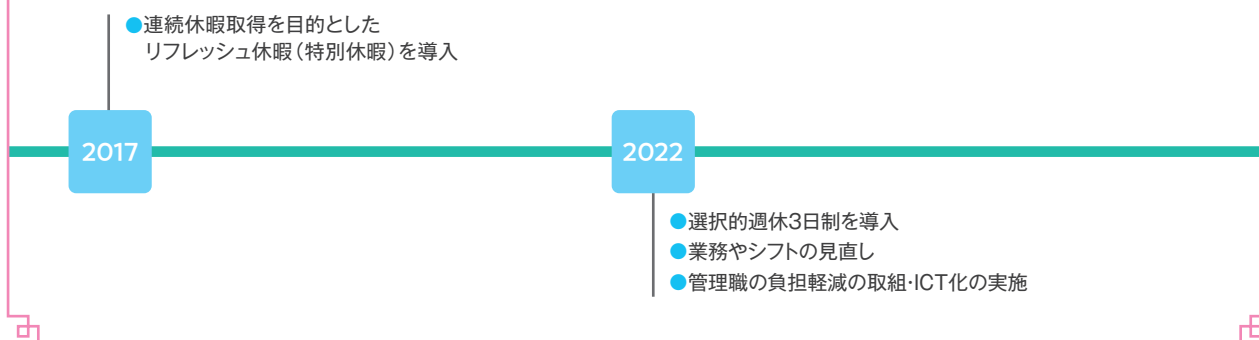 ●連続休暇取得を目的とした
リフレッシュ休暇（特別休暇）を導入
2017
2022
●選択的週休3日制を導入
●業務やシフトの見直し
●管理職の負担軽減の取組・ICT化の実施